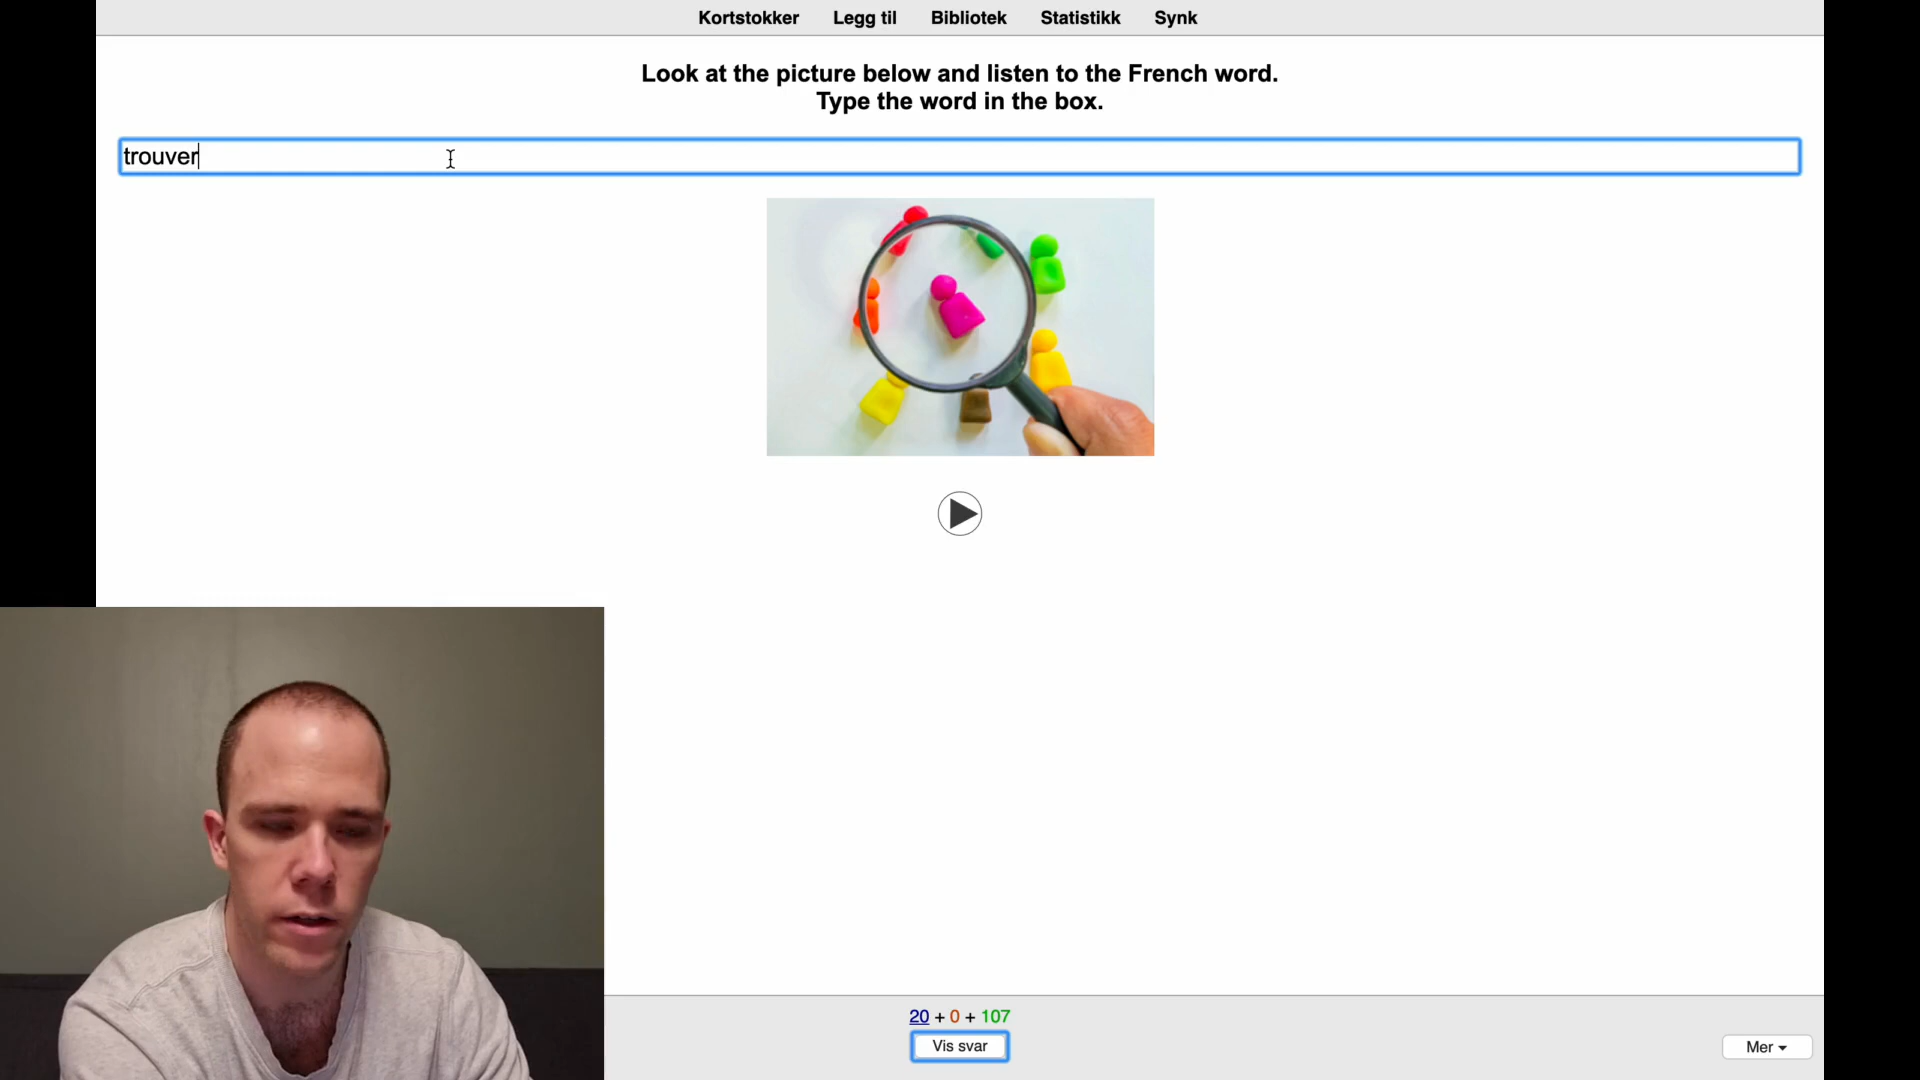 Kortstokker Legg til Bibliotek Statistikk Synk
Look at the picture below and listen to the French word.
Type the word in the box.
trouver
20 + 0 + 107
Vis svar
Mer